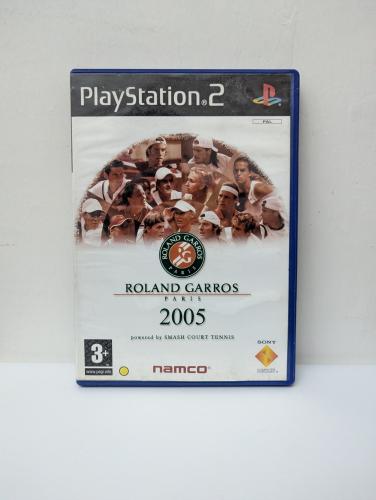 PlayStation®2
PAL
ROLAND GARROS
PARIS
ROLAND GARROS
PARIS
2005
powered by SMASH COURT TENNIS
3+
www.pegi.info
namco®
SONY
COMPUTER